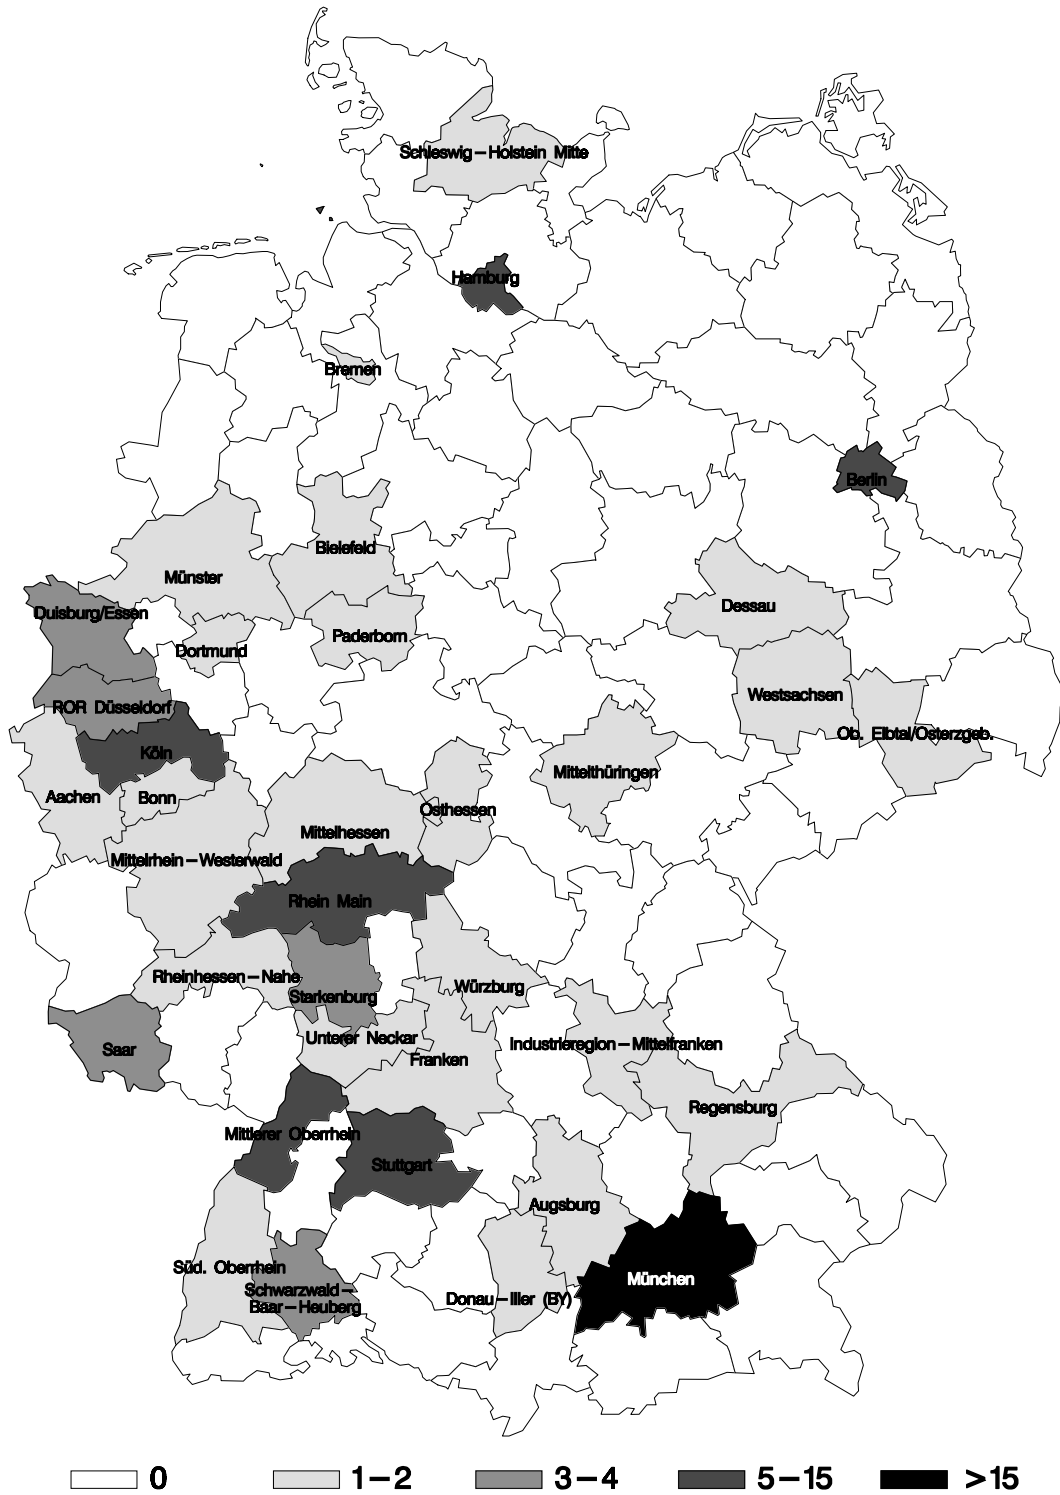 Schleswig–Holstein Mitte
Hamburg
Bremen
Berlin
Bielefeld
Münster
Dessau
Duisburg/Essen
Paderborn
Dortmund
Westsachsen
ROR Düsseldorf
Ob. Elbtal/Osterzgeb.
Köln
Mittelthüringen
Aachen
Bonn
Osthessen
Mittelhessen
Mittelrhein–Westerwald
Rhein Main
Rheinhessen–Nahe
Würzburg
Starkenburg
Unterer Neckar
Industrieregion–Mittelfranken
Saar
Franken
Regensburg
Mittlerer Oberrhein
Stuttgart
Augsburg
Süd. Oberrhein
München
Schwarzwald–
Baar–Heuberg
Donau–Iller (BY)
0 1–2 3–4 5–15 >15